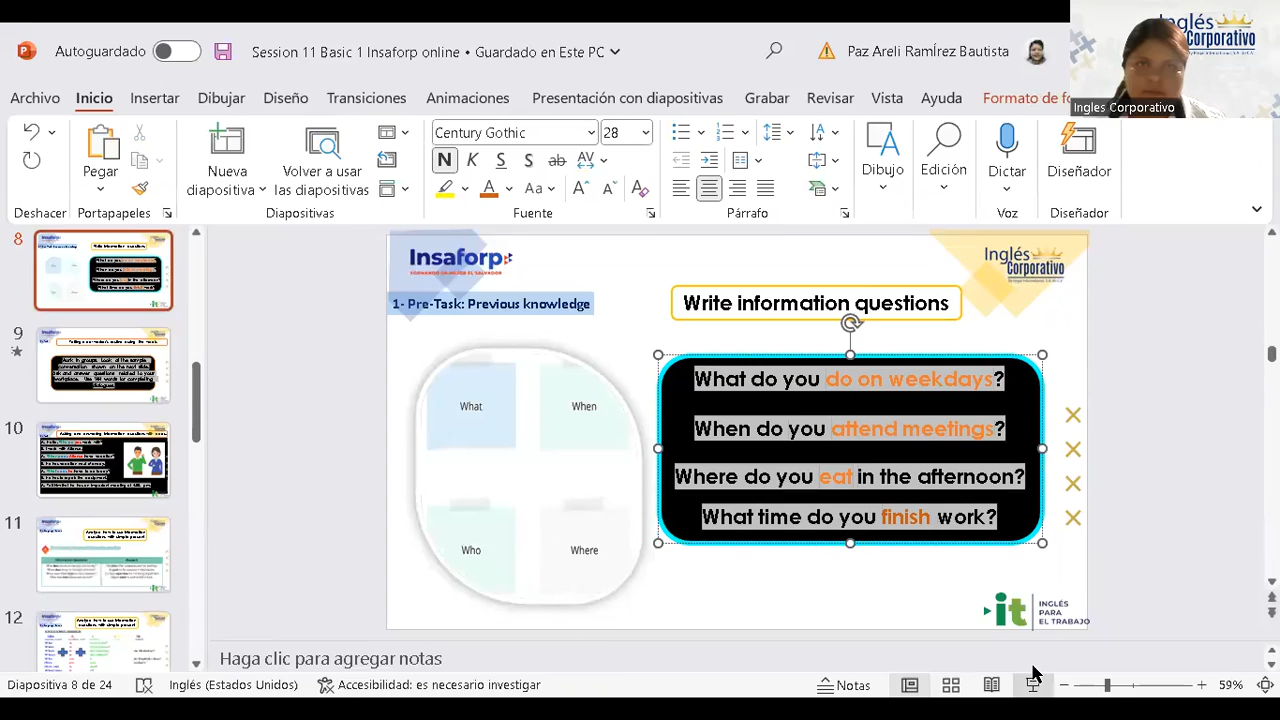 Autoguardado
Session 11 Basic 1 Insaforp online • Guardado en Este PC
Paz Areli RamÍrez Bautista
Inglés
Corporativo
Ingles Corporativo
Archivo Inicio Insertar Dibujar Diseño Transiciones Animaciones Presentación con diapositivas Grabar Revisar Vista Ayuda Formato de fo
Pegar
Nueva
diapositiva
Volver a usar
las diapositivas
Century Gothic 28
N K S S ab AV
A Aa A A
Dibujo
Edición
Dictar
Diseñador
Deshacer Portapapeles Diapositivas Fuente Párrafo Voz Diseñador
8
9
10
11
12
Insaforp
Inglés
Corporativo
1- Pre-Task: Previous knowledge
Write information questions
What do you do on weekdays?
When do you attend meetings?
Where do you eat in the afternoon?
What time do you finish work?
What
When
Who
Where
it
INGLÉS
PARA
EL TRABAJO
Haga clic para agregar notas
Diapositiva 8 de 24
Inglés (Estados Unidos)
Accesibilidad: es necesario investigar
Notas
59%